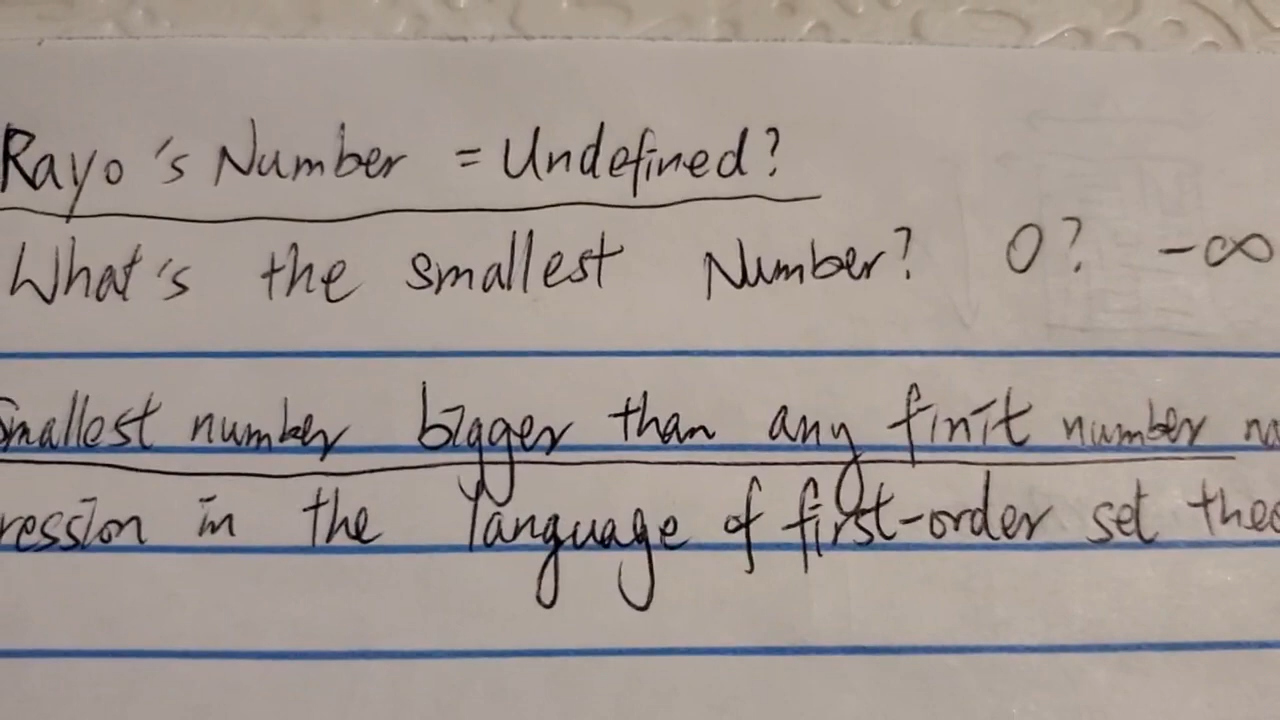 Rayo's Number = Undefined?
What's the smallest Number? 0? -∞
smallest number bigger than any finit number
ression in the language of first-order set